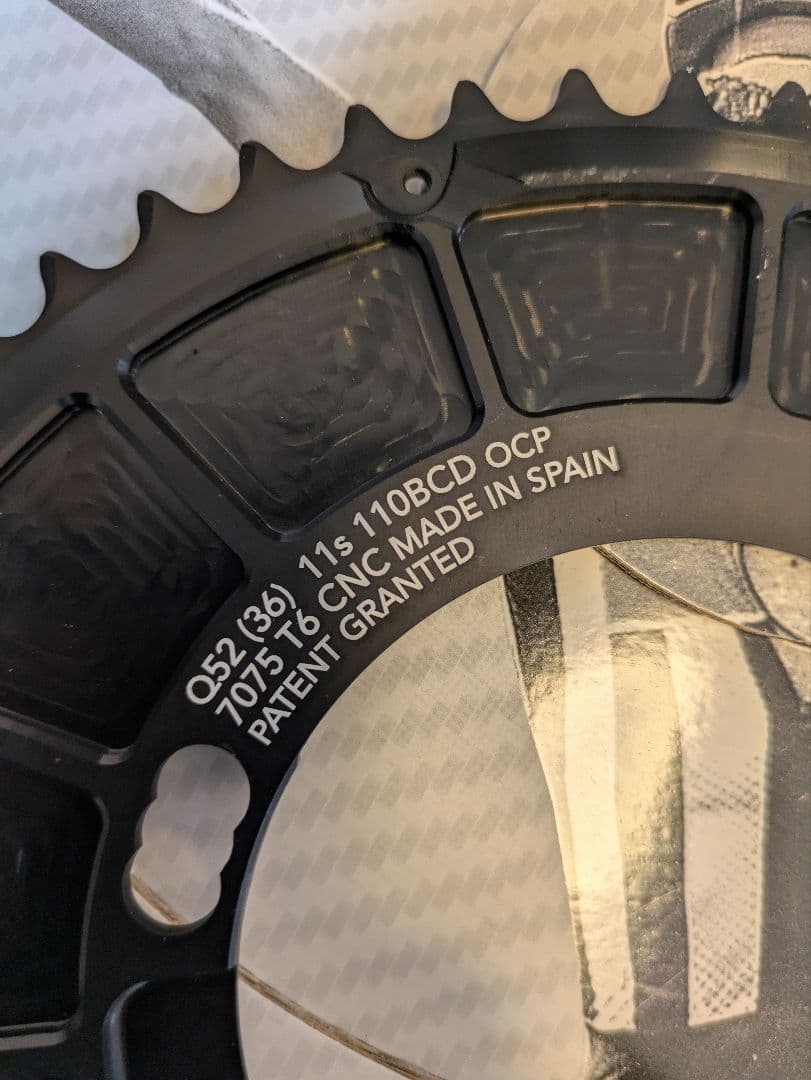 Q52 (36) 11s 110BCD OCP
7075 T6 CNC MADE IN SPAIN
PATENT GRANTED